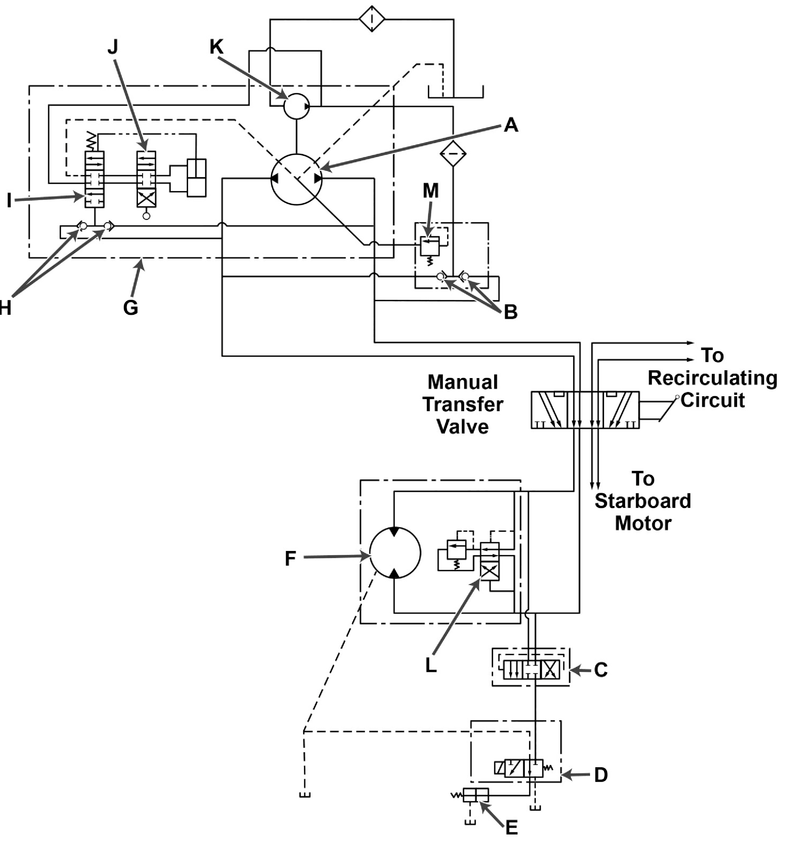 K
J
A
I
M
H
G
B
To
Recirculating
Circuit
Manual
Transfer
Valve
To
Starboard
Motor
F
L
C
D
E